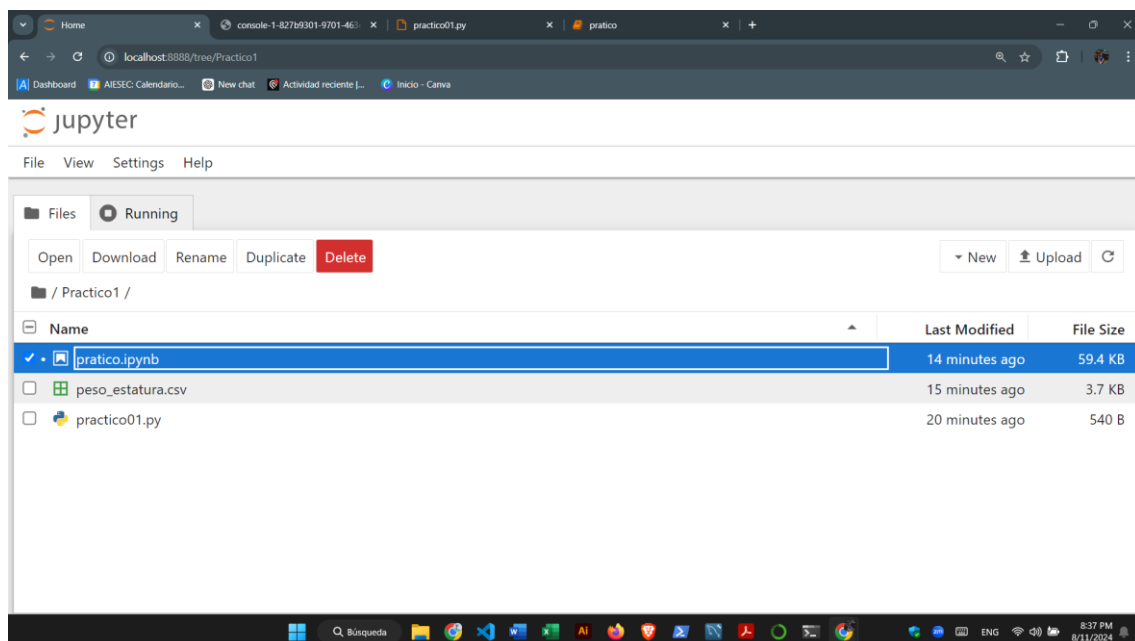 Home console-1-827b9301-9701-463 practico01.py pratico
localhost:8888/tree/Practico1
Dashboard AIESEC: Calendario... New chat Actividad reciente |... Inicio - Canva
jupyter
File View Settings Help
Files Running
Open Download Rename Duplicate Delete New Upload
/ Practico1 /
Name Last Modified File Size
pratico.ipynb 14 minutes ago 59.4 KB
peso_estatura.csv 15 minutes ago 3.7 KB
practico01.py 20 minutes ago 540 B
Búsqueda ENG 8:37 PM
8/11/2024